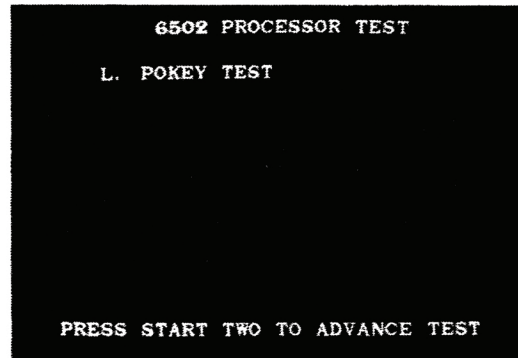 6502 PROCESSOR TEST
L. POKEY TEST
PRESS START TWO TO ADVANCE TEST